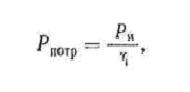 P_потр = P_и / η,